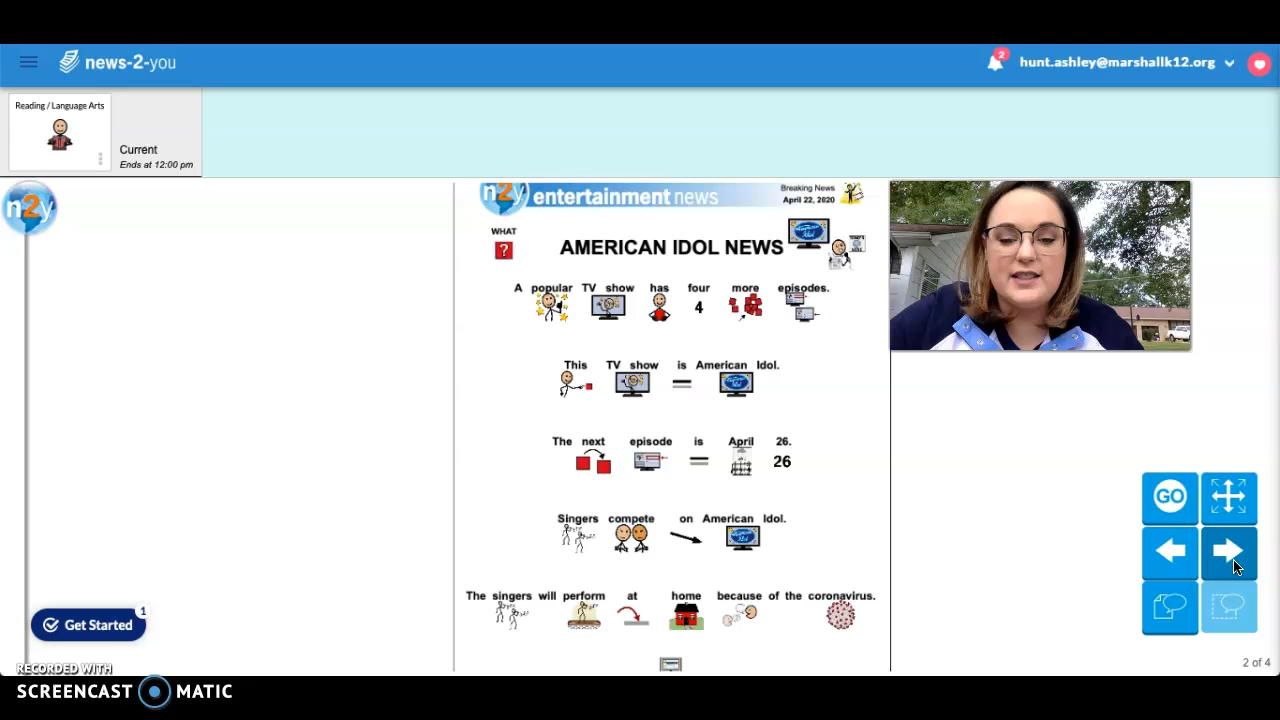 news-2-you
2
hunt.ashley@marshallk12.org
Reading / Language Arts
Current
Ends at 12:00 pm
n2y
n2y entertainment news
Breaking News
April 22, 2020
WHAT
?
AMERICAN IDOL NEWS
A popular TV show has four more episodes.
4
This TV show is American Idol.
The next episode is April 26.
26
Singers compete on American Idol.
The singers will perform at home because of the coronavirus.
GO
Get Started
1
2 of 4
RECORDED WITH
SCREENCAST MATIC